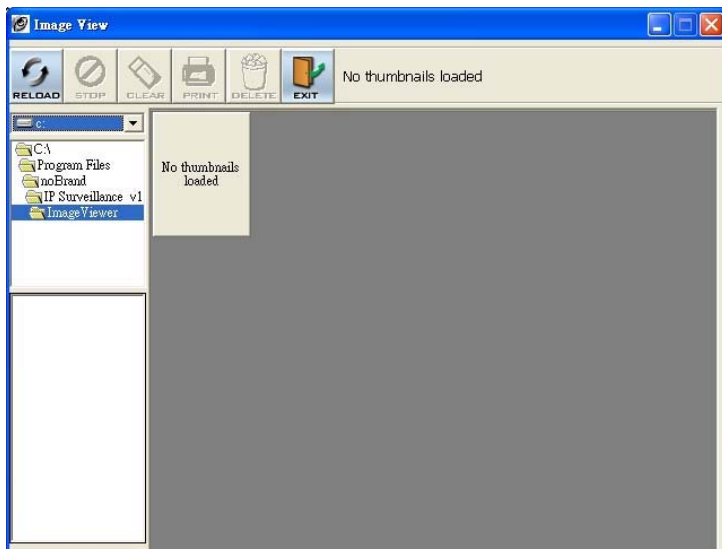 Image View
RELOAD
STOP
CLEAR
PRINT
DELETE
EXIT
No thumbnails loaded
c:
C:\
Program Files
noBrand
IP Surveillance v1
ImageViewer
No thumbnails
loaded